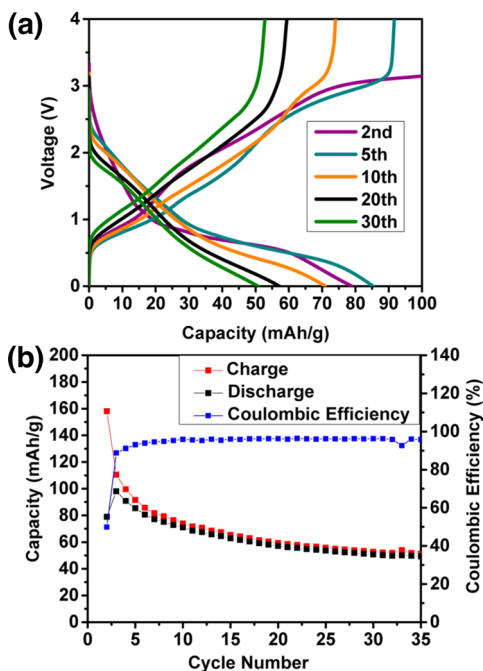 (a)
4
3
2
1
0
Voltage (V)
2nd
5th
10th
20th
30th
0 10 20 30 40 50 60 70 80 90 100
Capacity (mAh/g)
(b)
200
180
160
140
120
100
80
60
40
20
0
Capacity (mAh/g)
Charge
Discharge
Coulombic Efficiency
140
120
100
80
60
40
20
0
Coulombic Efficiency (%)
0 5 10 15 20 25 30 35
Cycle Number